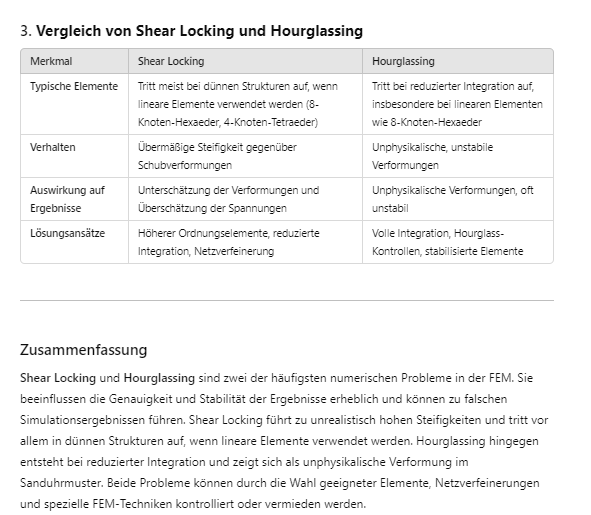 3. Vergleich von Shear Locking und Hourglassing
Merkmal Shear Locking Hourglassing
Typische Elemente Tritt meist bei dünnen Strukturen auf, wenn lineare Elemente verwendet werden (8-Knoten-Hexaeder, 4-Knoten-Tetraeder) Tritt bei reduzierter Integration auf, insbesondere bei linearen Elementen wie 8-Knoten-Hexaeder
Verhalten Übermäßige Steifigkeit gegenüber Schubverformungen Unphysikalische, unstabile Verformungen
Auswirkung auf Ergebnisse Unterschätzung der Verformungen und Überschätzung der Spannungen Unphysikalische Verformungen, oft unstabil
Lösungsansätze Höherer Ordnungselemente, reduzierte Integration, Netzverfeinerung Volle Integration, Hourglass-Kontrollen, stabilisierte Elemente
Zusammenfassung
Shear Locking und Hourglassing sind zwei der häufigsten numerischen Probleme in der FEM. Sie
beeinflussen die Genauigkeit und Stabilität der Ergebnisse erheblich und können zu falschen
Simulationsergebnissen führen. Shear Locking führt zu unrealistisch hohen Steifigkeiten und tritt vor
allem in dünnen Strukturen auf, wenn lineare Elemente verwendet werden. Hourglassing hingegen
entsteht bei reduzierter Integration und zeigt sich als unphysikalische Verformung im
Sanduhrmuster. Beide Probleme können durch die Wahl geeigneter Elemente, Netzverfeinerungen
und spezielle FEM-Techniken kontrolliert oder vermieden werden.